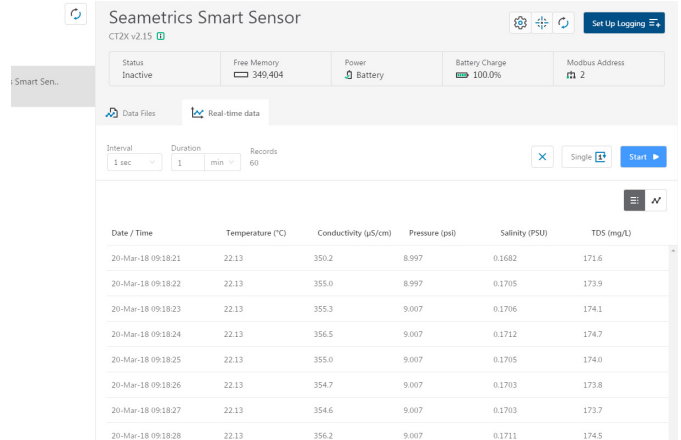 Seametrics Smart Sensor
CT2X v2.15
Set Up Logging
Status
Inactive
Free Memory
349,404
Power
Battery
Battery Charge
100.0%
Modbus Address
2
s Smart Sen..
Data Files
Real-time data
Interval
1 sec
Duration
1 min
Records
60
Single
Start
Date / Time Temperature (°C) Conductivity (µS/cm) Pressure (psi) Salinity (PSU) TDS (mg/L)
20-Mar-18 09:18:21 22.13 350.2 8.997 0.1682 171.6
20-Mar-18 09:18:22 22.13 355.0 8.997 0.1705 173.9
20-Mar-18 09:18:23 22.13 355.3 9.007 0.1706 174.1
20-Mar-18 09:18:24 22.13 356.5 9.007 0.1712 174.7
20-Mar-18 09:18:25 22.13 355.0 9.007 0.1705 174.0
20-Mar-18 09:18:26 22.13 354.7 9.007 0.1703 173.8
20-Mar-18 09:18:27 22.13 354.6 9.007 0.1703 173.7
20-Mar-18 09:18:28 22.13 356.2 9.007 0.1711 174.5